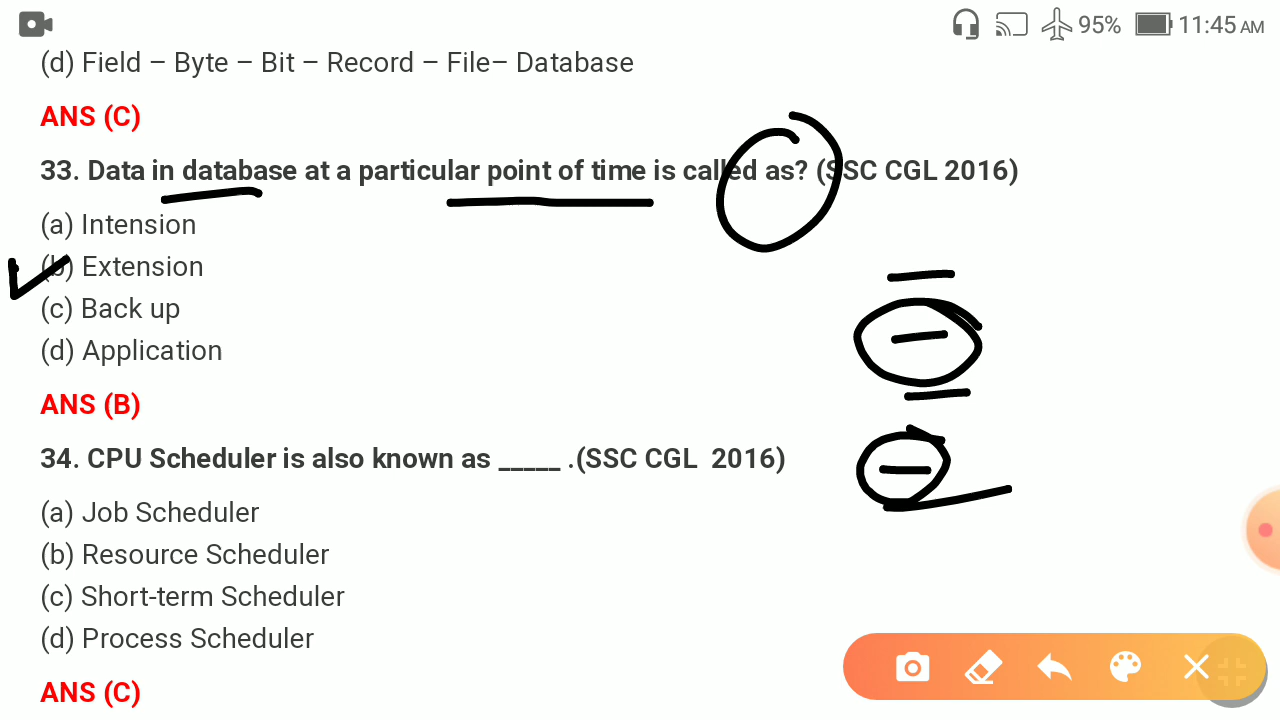 95% 11:45 AM
(d) Field – Byte – Bit – Record – File– Database
ANS (C)
33. Data in database at a particular point of time is called as? (SSC CGL 2016)
(a) Intension
(b) Extension
(c) Back up
(d) Application
ANS (B)
34. CPU Scheduler is also known as _____ .(SSC CGL 2016)
(a) Job Scheduler
(b) Resource Scheduler
(c) Short-term Scheduler
(d) Process Scheduler
ANS (C)